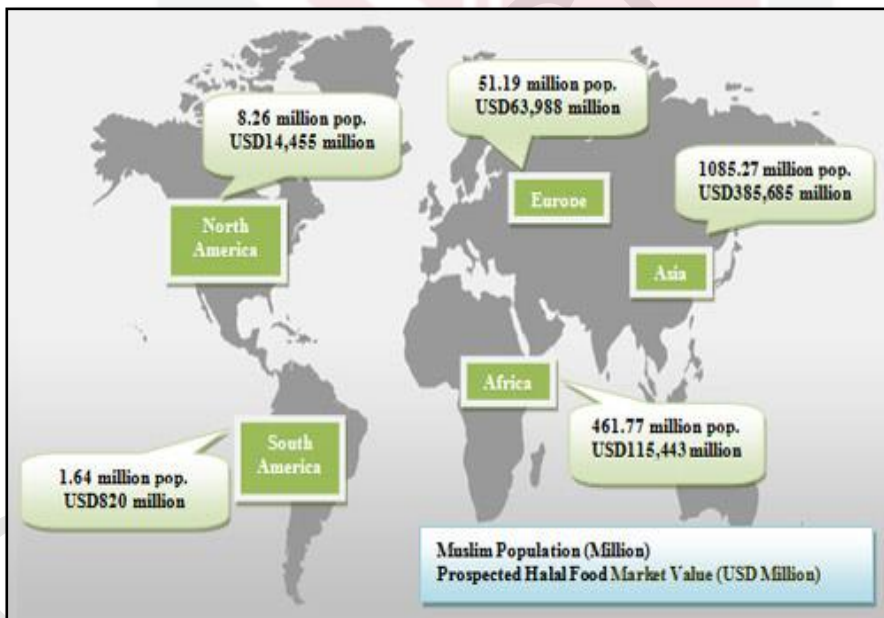 8.26 million pop.
USD14,455 million
North
America
51.19 million pop.
USD63,988 million
Europe
1085.27 million pop.
USD385,685 million
Asia
Africa
461.77 million pop.
USD115,443 million
South
America
1.64 million pop.
USD820 million
Muslim Population (Million)
Prospected Halal Food Market Value (USD Million)